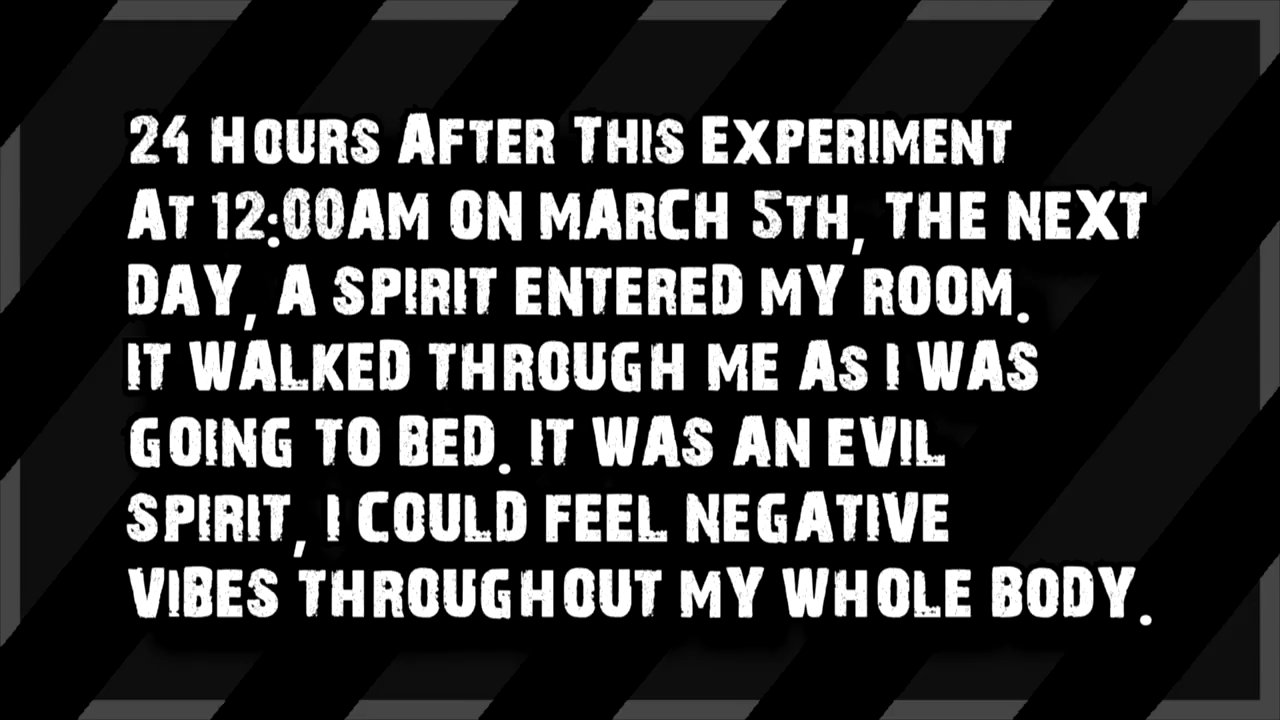 24 Hours After This Experiment
At 12:00AM ON MARCH 5TH, THE NEXT
DAY, A SPIRIT ENTERED MY ROOM.
IT WALKED THROUGH ME AS I WAS
GOING TO BED. IT WAS AN EVIL
SPIRIT, I COULD FEEL NEGATIVE
VIBES THROUGHOUT MY WHOLE BODY.